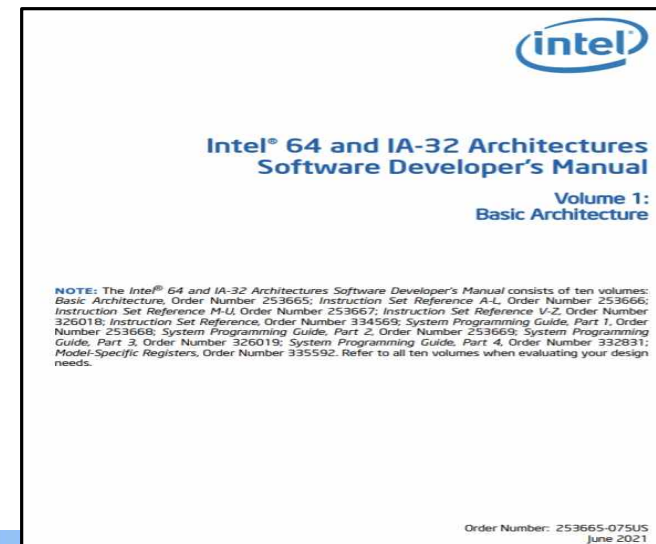 intel
Intel® 64 and IA-32 Architectures
Software Developer's Manual
Volume 1:
Basic Architecture
NOTE: The Intel® 64 and IA-32 Architectures Software Developer's Manual consists of ten volumes:
Basic Architecture, Order Number 253665; Instruction Set Reference A-L, Order Number 253666;
Instruction Set Reference M-U, Order Number 253667; Instruction Set Reference V-Z, Order Number
326018; Instruction Set Reference, Order Number 334569; System Programming Guide, Part 1, Order
Number 253668; System Programming Guide, Part 2, Order Number 253669; System Programming
Guide, Part 3, Order Number 326019; System Programming Guide, Part 4, Order Number 332831;
Model-Specific Registers, Order Number 335592. Refer to all ten volumes when evaluating your design
needs.
Order Number: 253665-075US
June 2021